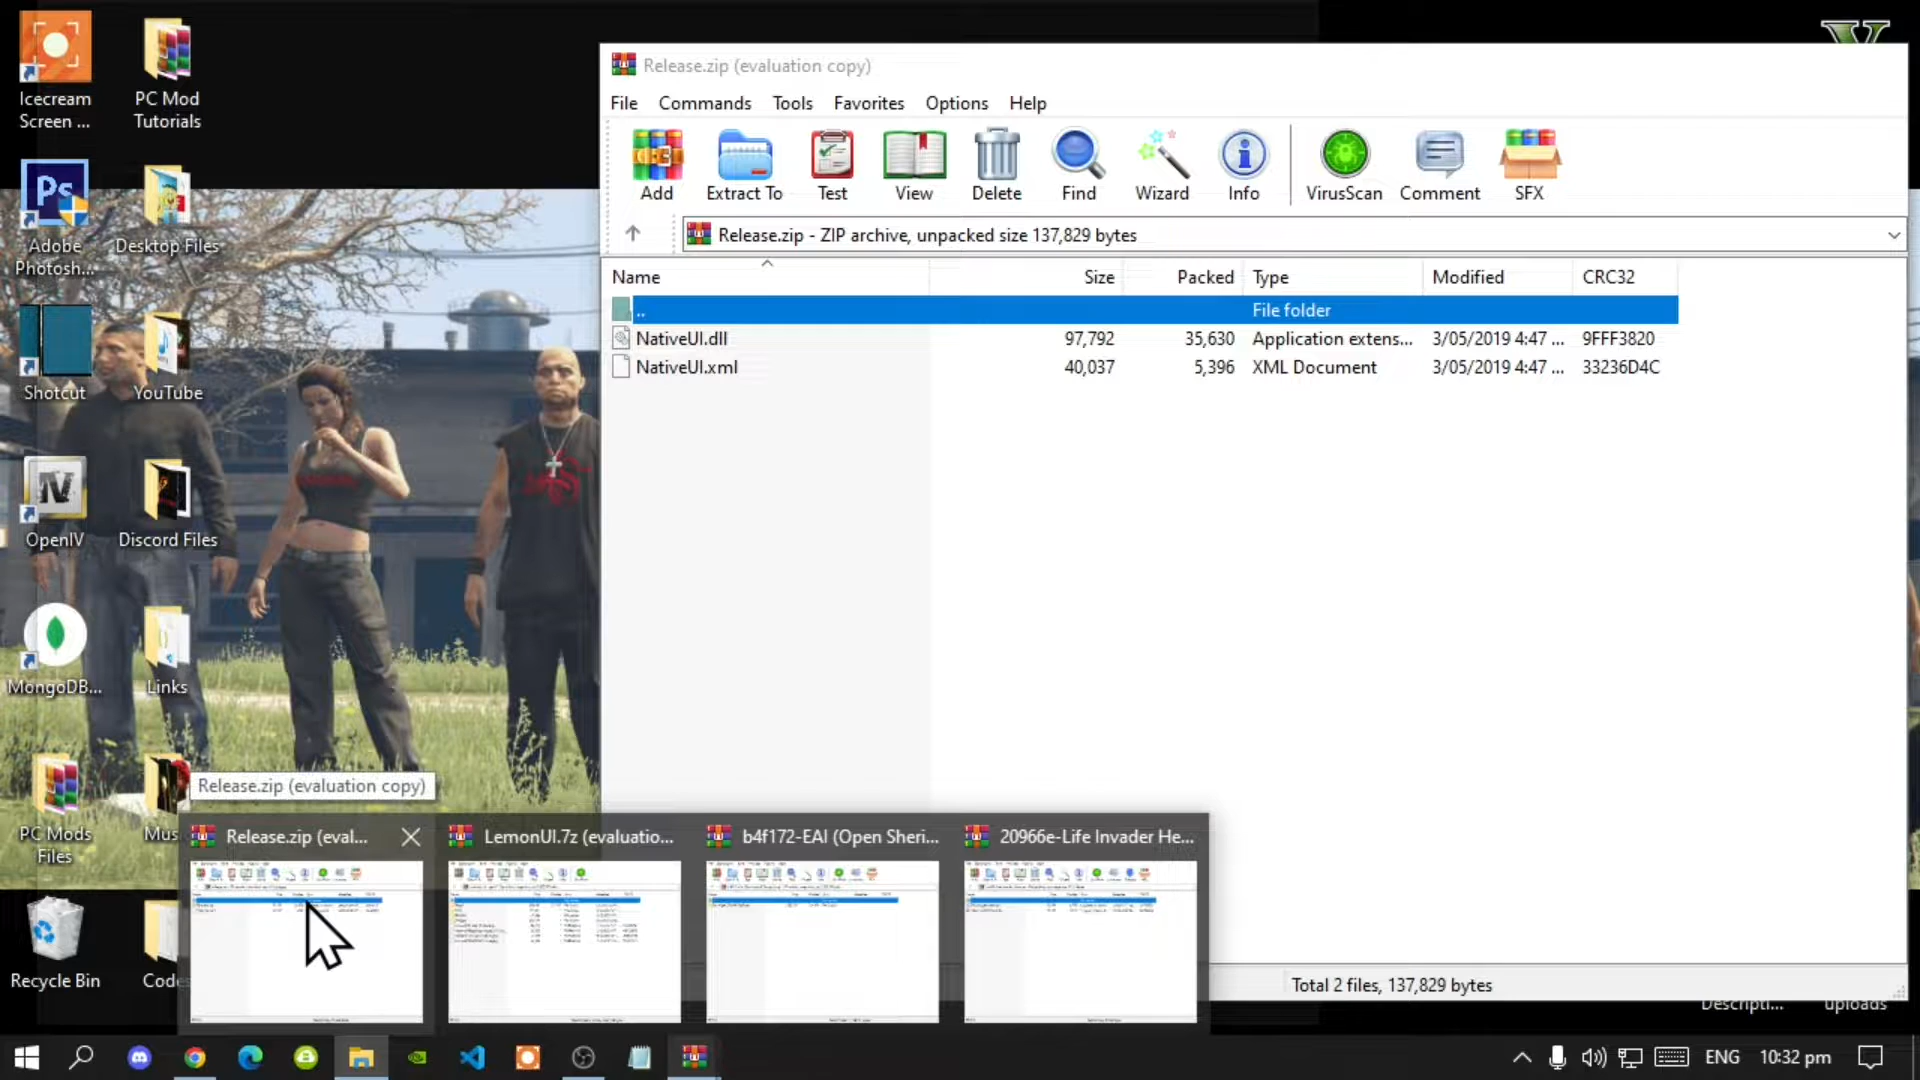 Icecream
Screen ...
PC Mod
Tutorials
Ps
Adobe
Photosh...
Desktop Files
Shotcut
YouTube
OpenIV
Discord Files
MongoDB...
Links
PC Mods
Files
Mus
Recycle Bin
Codes
Release.zip (evaluation copy)
File Commands Tools Favorites Options Help
Add Extract To Test View Delete Find Wizard Info VirusScan Comment SFX
Release.zip - ZIP archive, unpacked size 137,829 bytes
Name Size Packed Type Modified CRC32
.. File folder
NativeUI.dll 97,792 35,630 Application extens... 3/05/2019 4:47 ... 9FFF3820
NativeUI.xml 40,037 5,396 XML Document 3/05/2019 4:47 ... 33236D4C
Total 2 files, 137,829 bytes
Descripti... uploads
Release.zip (evaluation copy)
Release.zip (eval... LemonUI.7z (evaluatio... b4f172-EAI (Open Sheri... 20966e-Life Invader He...
ENG 10:32 pm